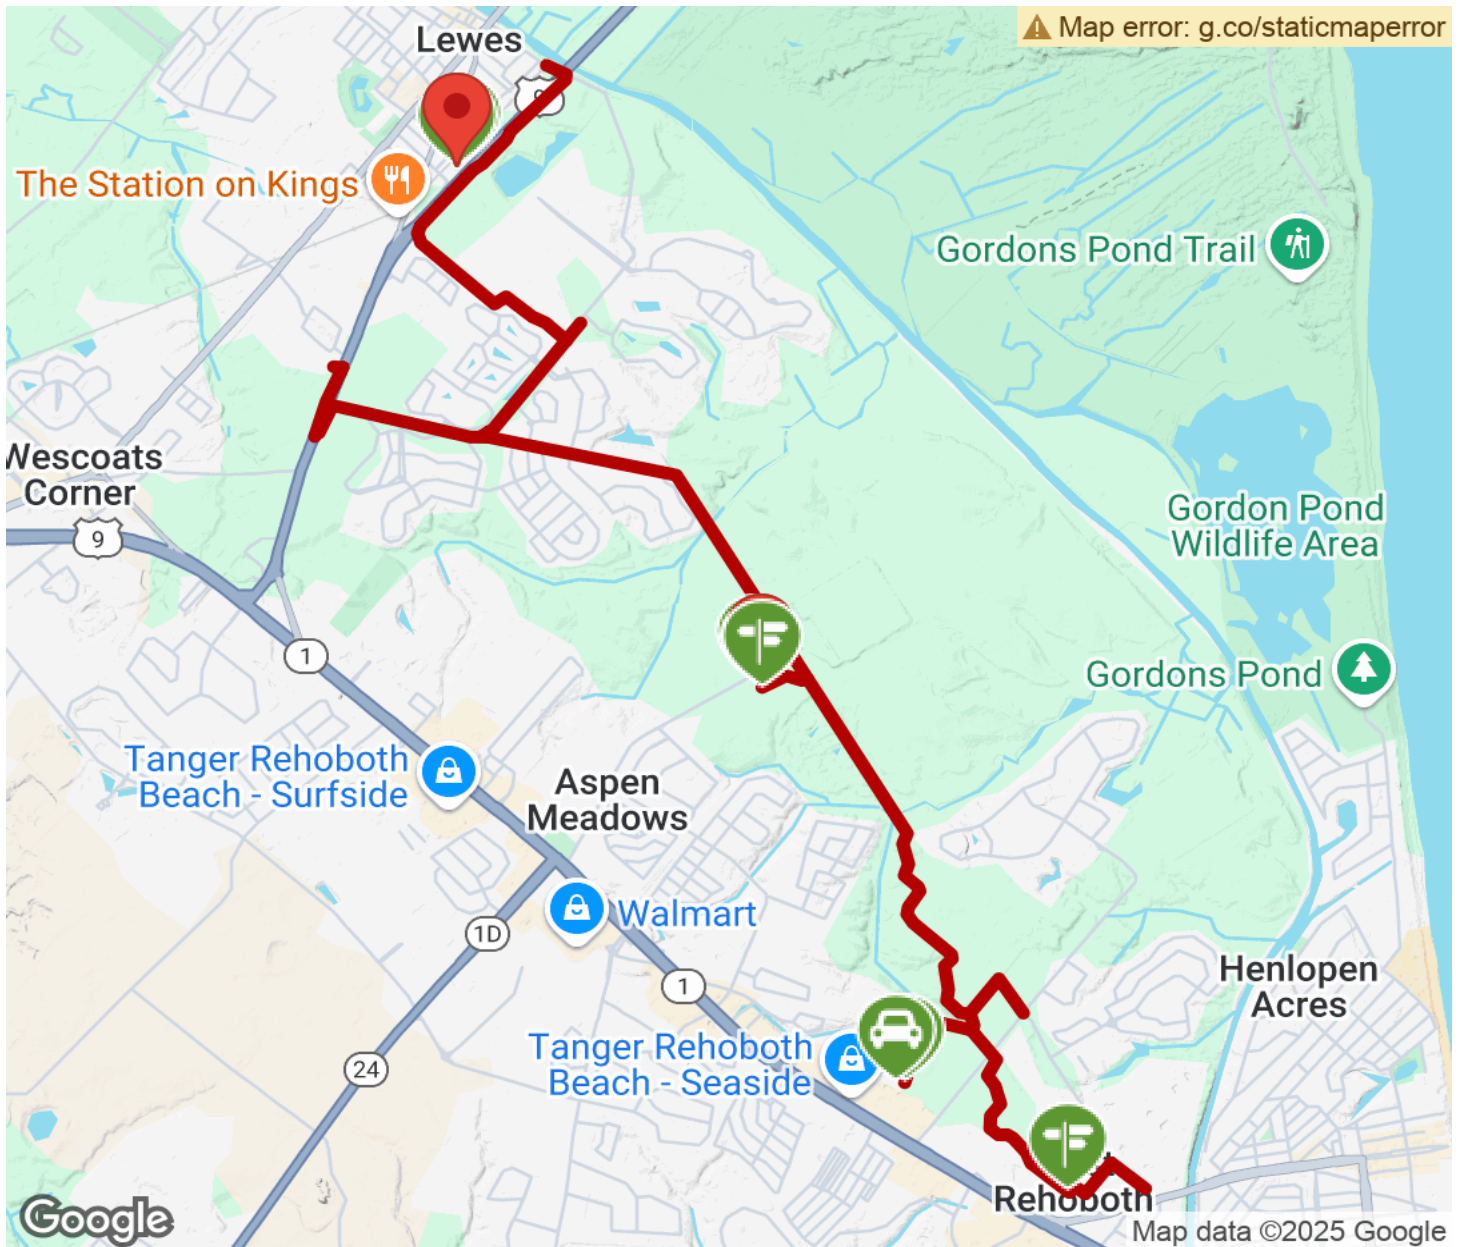 Map error: g.co/staticmaperror
Lewes
9
The Station on Kings
Gordons Pond Trail
Wescoats
Corner
9
Gordon Pond
Wildlife Area
1
Gordons Pond
Tanger Rehoboth
Beach - Surfside
Aspen
Meadows
Walmart
1D
1
Henlopen
Acres
Tanger Rehoboth
Beach - Seaside
24
Rehoboth
Google
Map data ©2025 Google